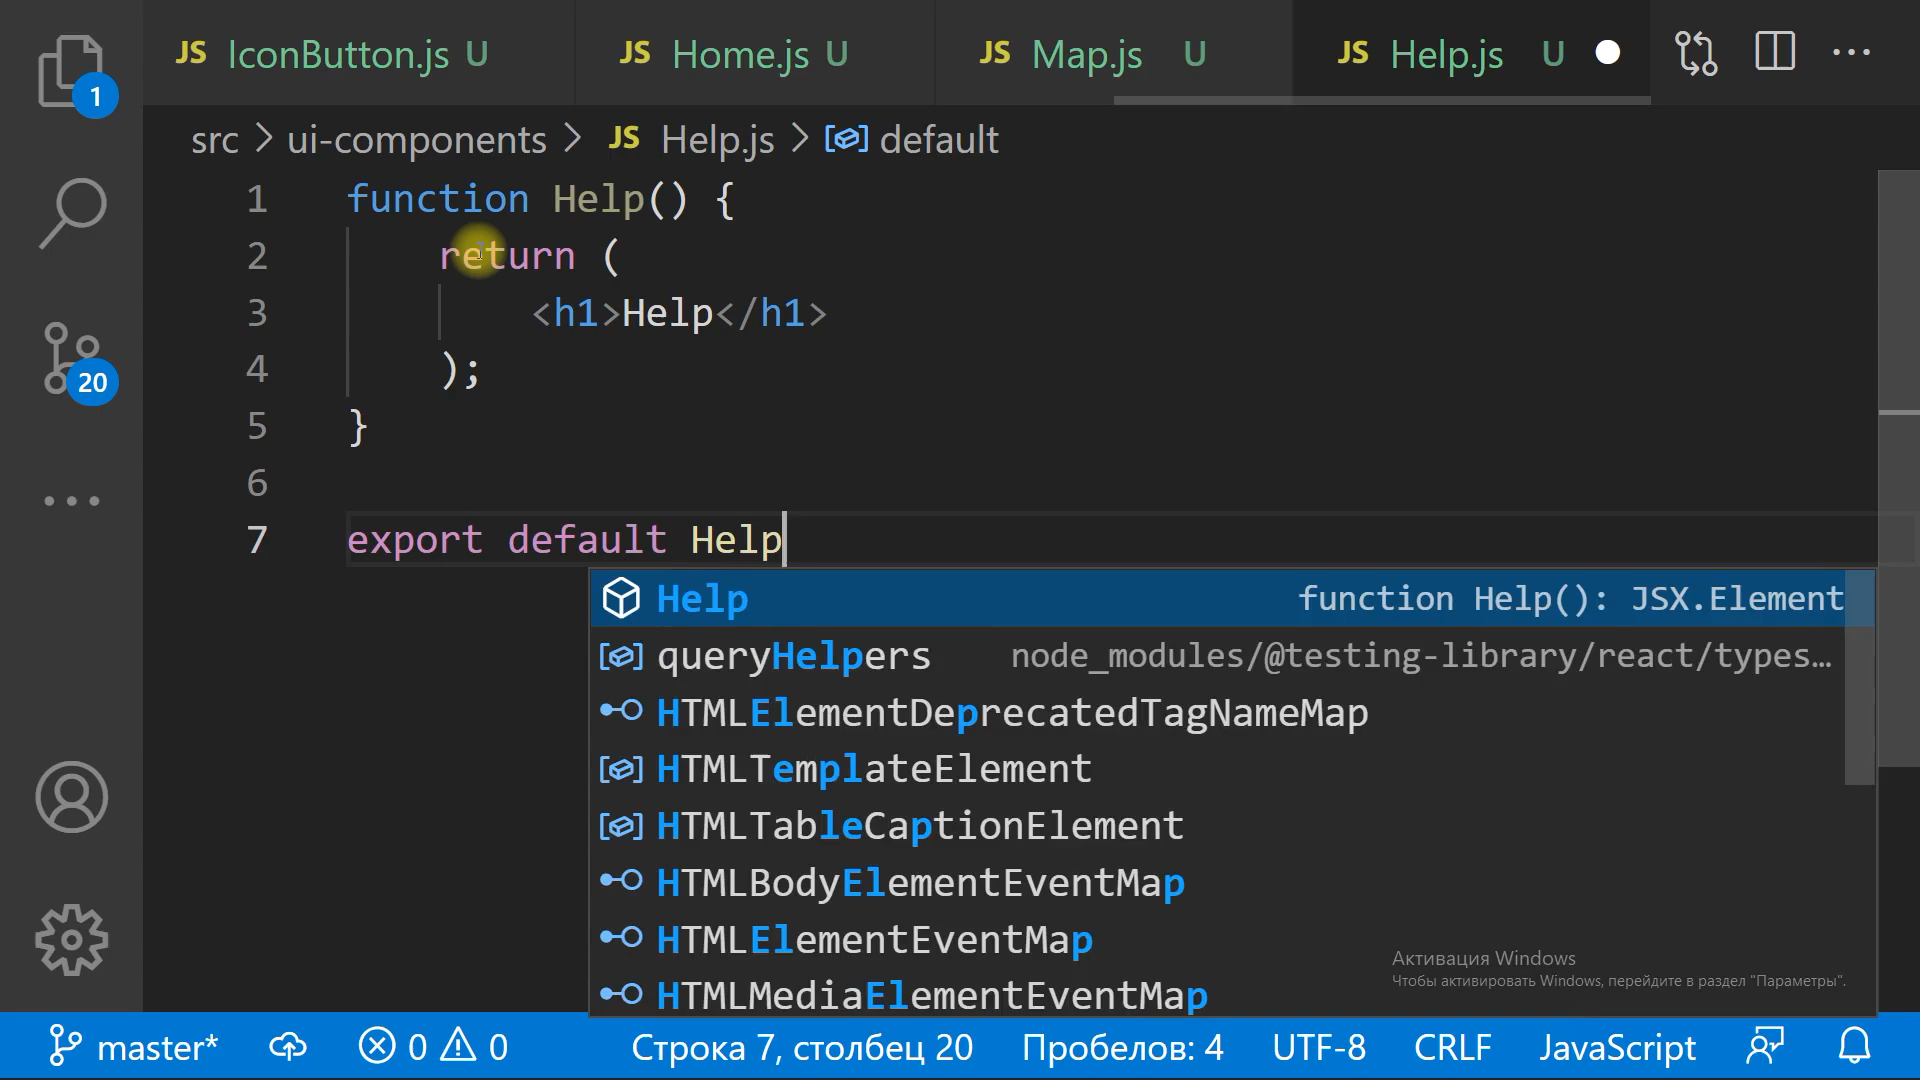 JS IconButton.js U JS Home.js U JS Map.js U JS Help.js U
1
src > ui-components > JS Help.js > default
1 function Help() {
2 return (
3 <h1>Help</h1>
4 );
5 }
6
7 export default Help
20
Help function Help(): JSX.Element
queryHelpers node_modules/@testing-library/react/types…
HTMLElementDeprecatedTagNameMap
HTMLTemplateElement
HTMLTableCaptionElement
HTMLBodyElementEventMap
HTMLElementEventMap
HTMLMediaElementEventMap
Активация Windows
Чтобы активировать Windows, перейдите в раздел "Параметры".
master* 0 0 Строка 7, столбец 20 Пробелов: 4 UTF-8 CRLF JavaScript